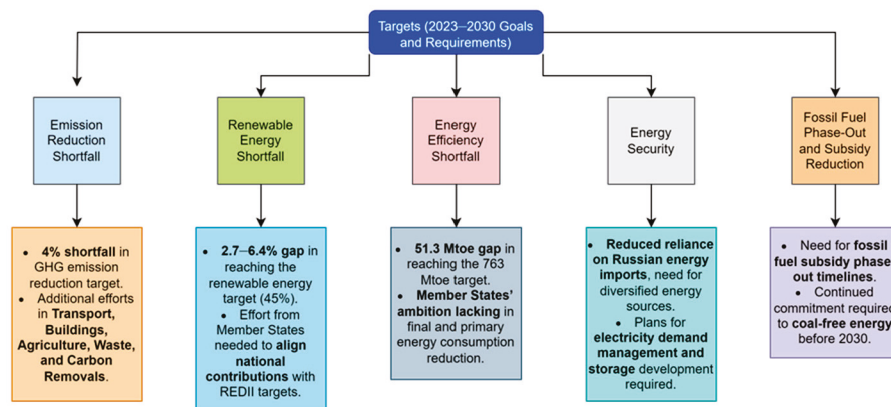 Targets (2023–2030 Goals
and Requirements)
Emission
Reduction
Shortfall
Renewable
Energy
Shortfall
Energy
Efficiency
Shortfall
Energy
Security
Fossil Fuel
Phase-Out
and Subsidy
Reduction
• 4% shortfall in
GHG emission
reduction target.
• Additional efforts
in Transport,
Buildings,
Agriculture, Waste,
and Carbon
Removals.
• 2.7–6.4% gap in
reaching the
renewable energy
target (45%).
• Effort from
Member States
needed to align
national
contributions with
REDII targets.
• 51.3 Mtoe gap in
reaching the 763
Mtoe target.
• Member States'
ambition lacking in
final and primary
energy consumption
reduction.
• Reduced reliance
on Russian energy
imports, need for
diversified energy
sources.
• Plans for
electricity demand
management and
storage development
required.
• Need for fossil
fuel subsidy phase-
out timelines.
• Continued
commitment required
to coal-free energy
before 2030.